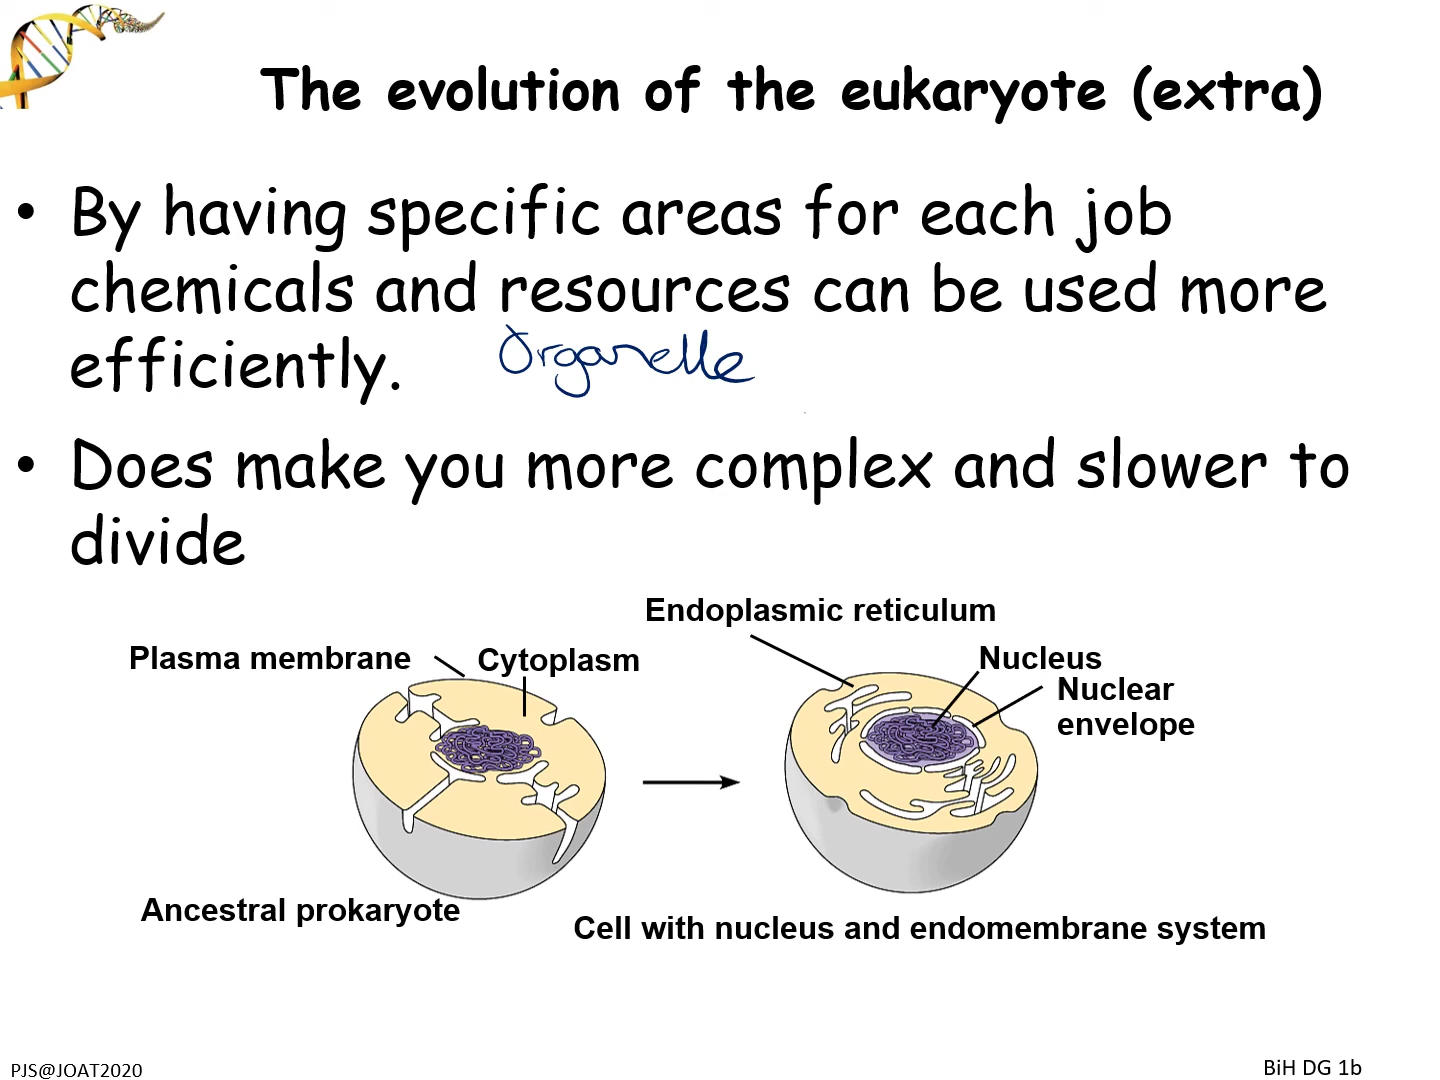 The evolution of the eukaryote (extra)
• By having specific areas for each job
chemicals and resources can be used more
efficiently.
Organelle
• Does make you more complex and slower to
divide
Endoplasmic reticulum
Plasma membrane
Cytoplasm
Nucleus
Nuclear
envelope
Ancestral prokaryote
Cell with nucleus and endomembrane system
PJS@JOAT2020
BiH DG 1b